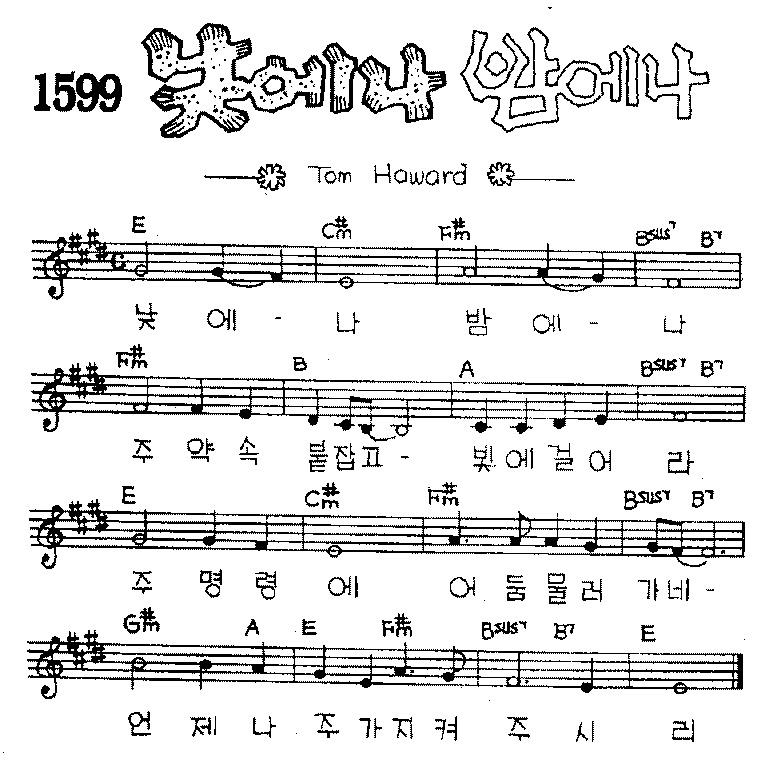 1599 낮에나 밤에나
Tom Haward
E C#m F#m Bsus7 B7
낮 에 - 나 밤 에 - 나
F#m B A Bsus7 B7
주 약 속 붙잡고 - 빛에걸어 라
E C#m F#m Bsus7 B7
주 명 령 에 어 둠 물 러 가네 -
G#m A E F#m Bsus7 B7 E
언 제 나 주 가 지 켜 주 시 리